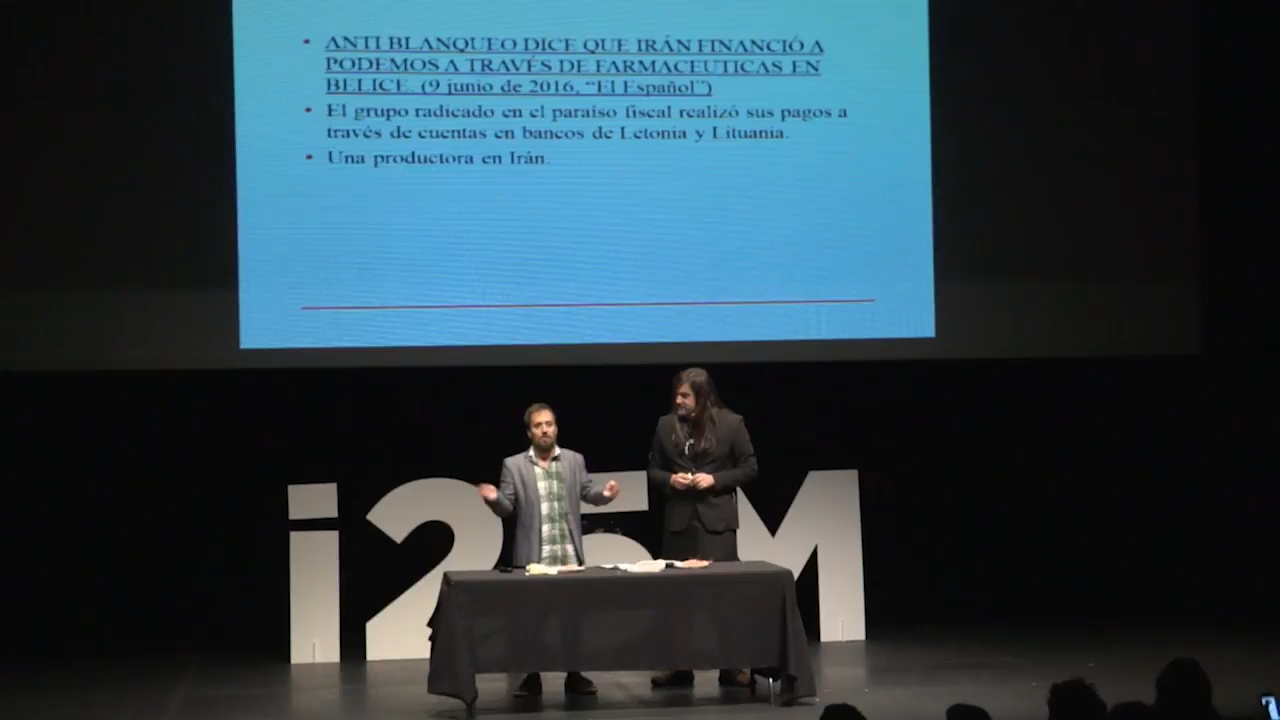 ANTI BLANQUEO DICE QUE IRÁN FINANCIÓ A
PODEMOS A TRAVÉS DE FARMACEUTICAS EN
BELICE. (9 junio de 2016, “El Español”)
El grupo radicado en el paraíso fiscal realizó sus pagos a
través de cuentas en bancos de Letonia y Lituania.
Una productora en Irán.
i25M